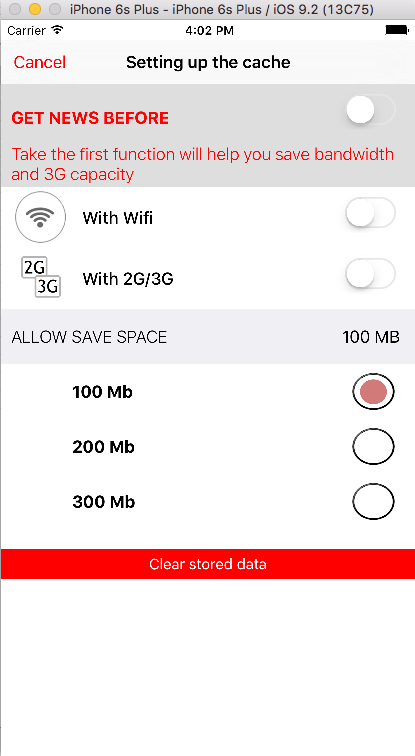 iPhone 6s Plus - iPhone 6s Plus / iOS 9.2 (13C75)
Carrier 4:02 PM
Cancel Setting up the cache
GET NEWS BEFORE
Take the first function will help you save bandwidth
and 3G capacity
With Wifi
2G
3G
With 2G/3G
ALLOW SAVE SPACE 100 MB
100 Mb
200 Mb
300 Mb
Clear stored data